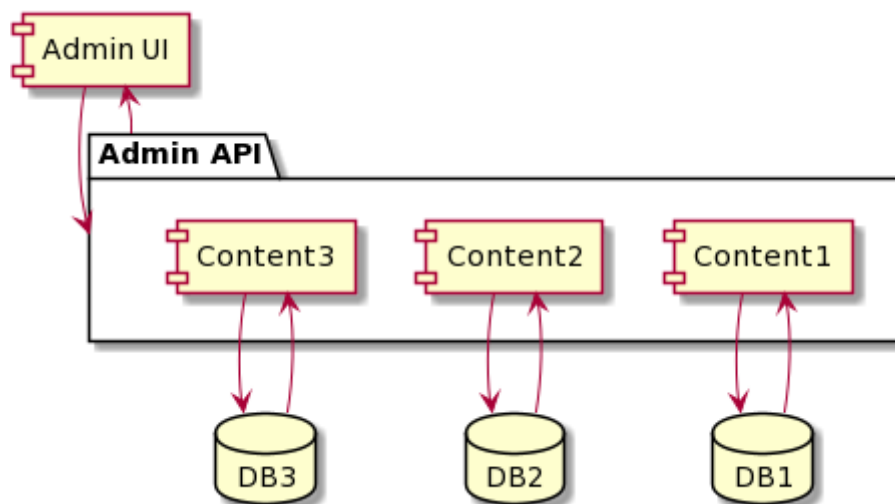 Admin UI
Admin API
Content3
Content2
Content1
DB3
DB2
DB1